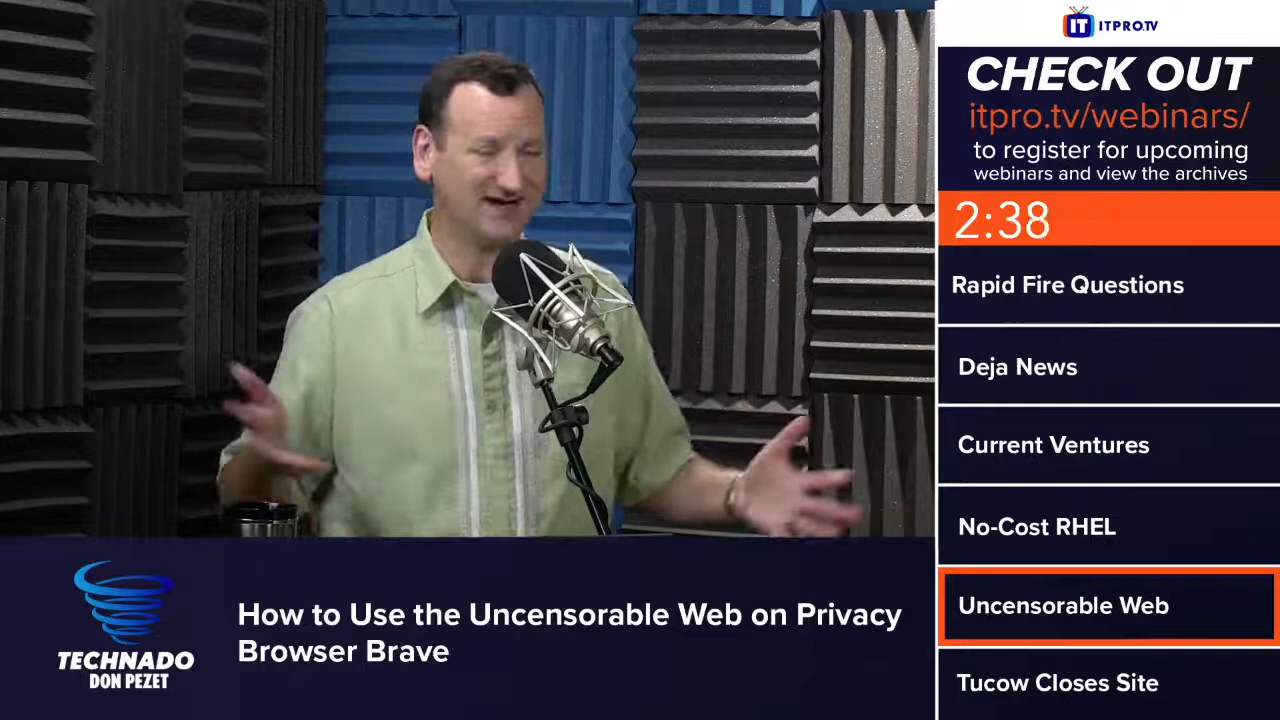 IT ITPRO.TV
CHECK OUT
itpro.tv/webinars/
to register for upcoming
webinars and view the archives
2:38
Rapid Fire Questions
Deja News
Current Ventures
No-Cost RHEL
Uncensorable Web
Tucow Closes Site
How to Use the Uncensorable Web on Privacy
Browser Brave
TECHNADO
DON PEZET